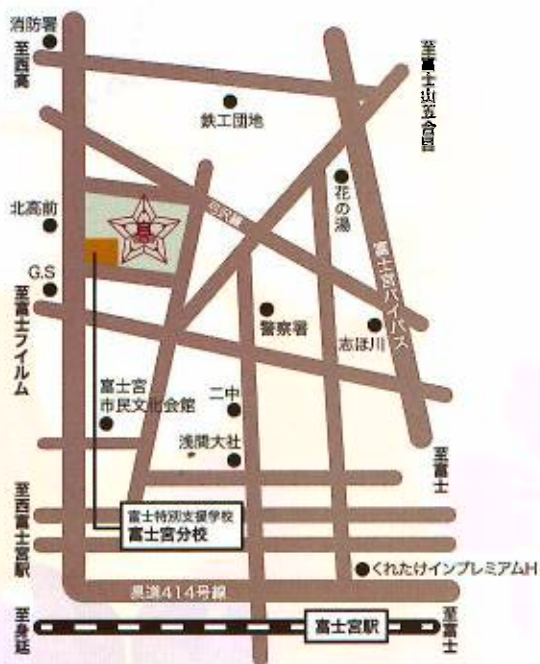 消防署
至西高
至富士山五合目
鉄工団地
花の湯
北高前
高
G.S
富士宮バイパス
至富士フイルム
警察署
志ほ川
富士宮
市民文化会館
二中
浅間大社
至富士
至西富士宮駅
富士特別支援学校
富士宮分校
くれたけインプレミアムH
県道414号線
至身延
富士宮駅
至富士